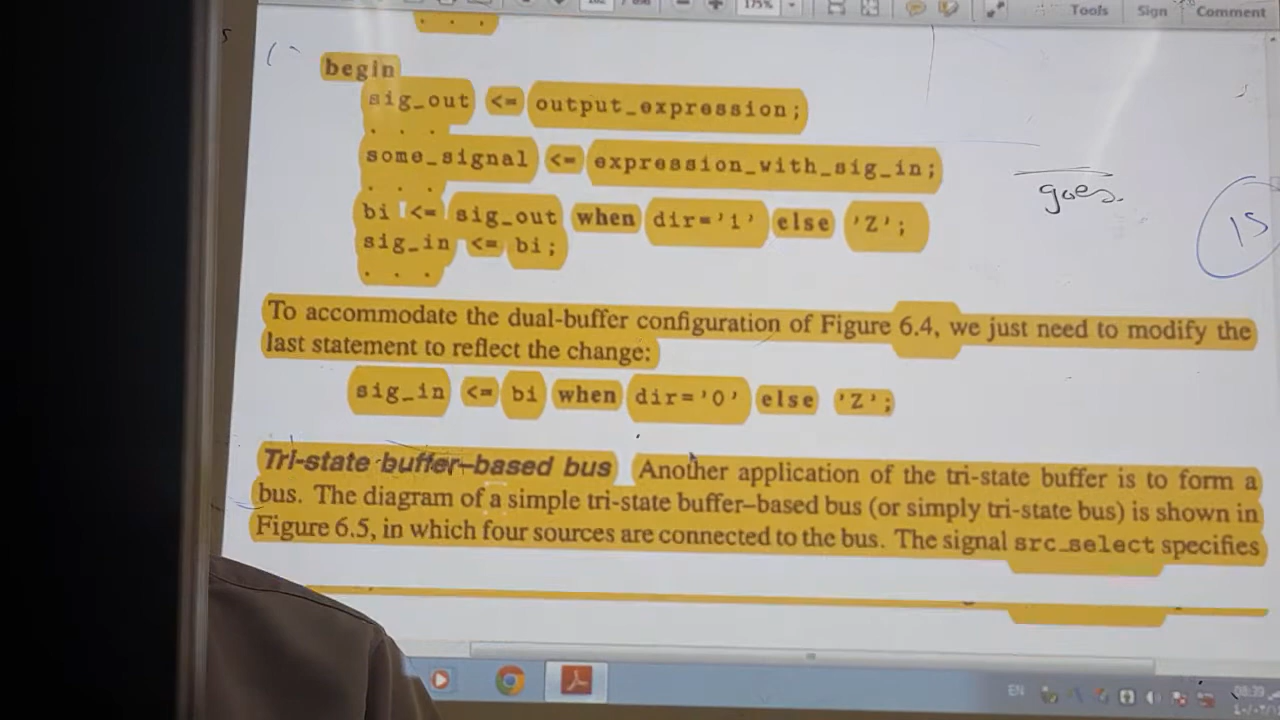 175%
Tools Sign Comment
. . .
begin
sig_out <= output_expression;
. . .
some_signal <= expression_with_sig_in;
. . .
goes.
bi <= sig_out when dir='1' else 'Z';
15
sig_in <= bi;
. . .
To accommodate the dual-buffer configuration of Figure 6.4, we just need to modify the
last statement to reflect the change:
sig_in <= bi when dir='0' else 'Z';
Tri-state buffer–based bus Another application of the tri-state buffer is to form a
bus. The diagram of a simple tri-state buffer–based bus (or simply tri-state bus) is shown in
Figure 6.5, in which four sources are connected to the bus. The signal src_select specifies
EN
08:39